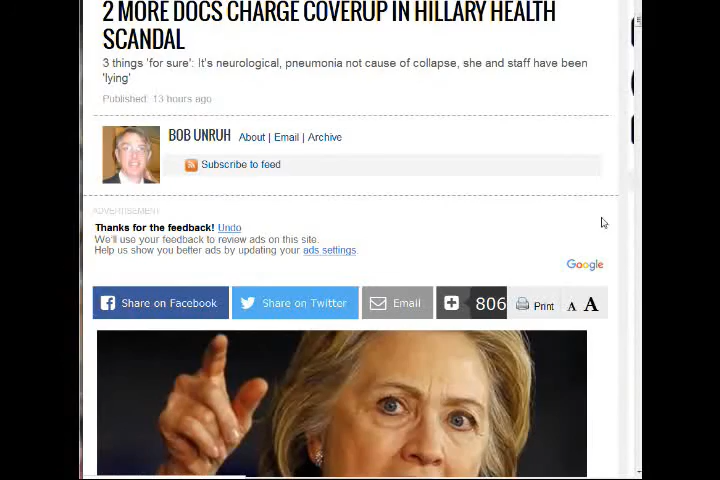 2 MORE DOCS CHARGE COVERUP IN HILLARY HEALTH
SCANDAL
3 things 'for sure': It's neurological, pneumonia not cause of collapse, she and staff have been
'lying'
Published: 13 hours ago
BOB UNRUH About | Email | Archive
Subscribe to feed
ADVERTISEMENT
Thanks for the feedback! Undo
We'll use your feedback to review ads on this site.
Help us show you better ads by updating your ads settings.
Google
Share on Facebook Share on Twitter Email 806 Print A A